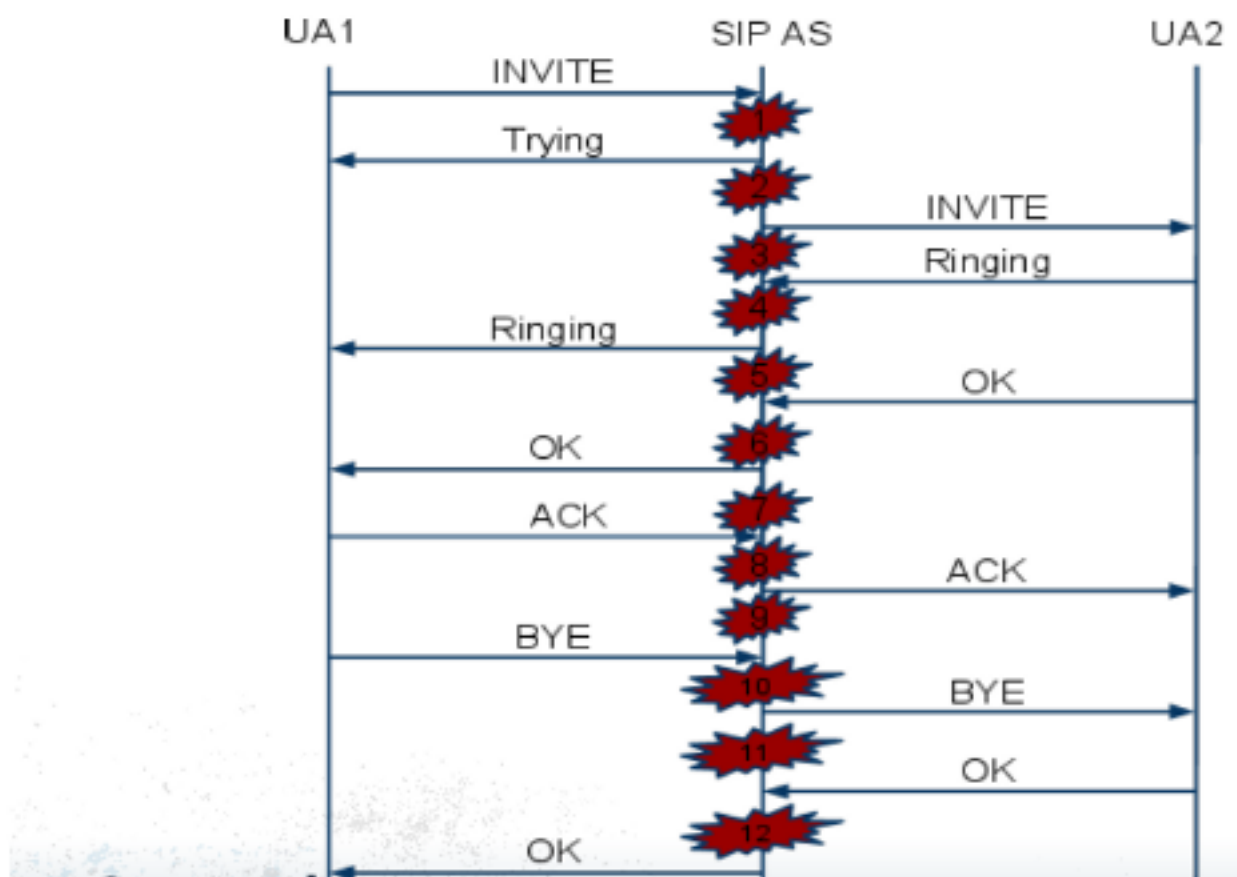 UA1 SIP AS UA2
INVITE
1
Trying
2
INVITE
3
Ringing
4
Ringing
5
OK
6
OK
7
ACK
8
ACK
9
BYE
10
BYE
11
OK
12
OK